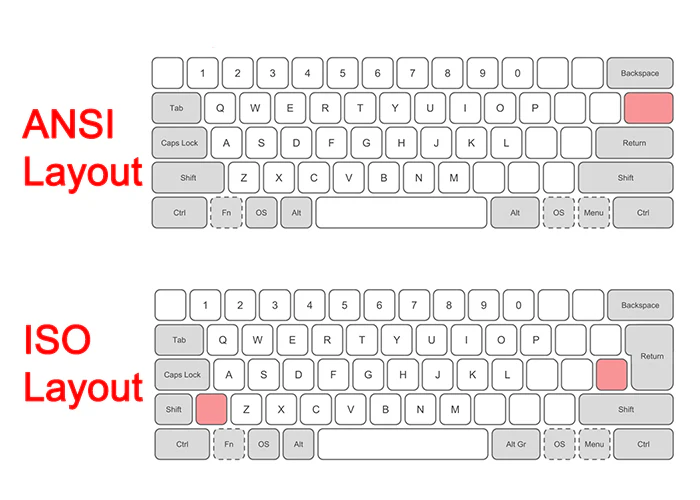 1 2 3 4 5 6 7 8 9 0 Backspace
Tab Q W E R T Y U I O P
ANSI
Layout
Caps Lock A S D F G H J K L Return
Shift Z X C V B N M Shift
Ctrl Fn OS Alt Alt OS Menu Ctrl
1 2 3 4 5 6 7 8 9 0 Backspace
Tab Q W E R T Y U I O P Return
ISO
Layout
Caps Lock A S D F G H J K L
Shift Z X C V B N M Shift
Ctrl Fn OS Alt Alt Gr OS Menu Ctrl